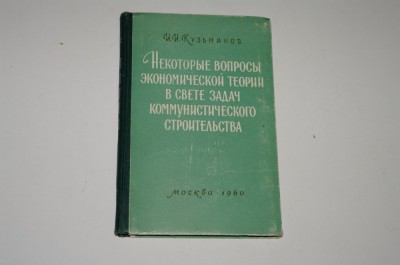 И.И.Кузьминов
Некоторые вопросы
экономической теории
в свете задач
коммунистического
строительства
Москва 1960